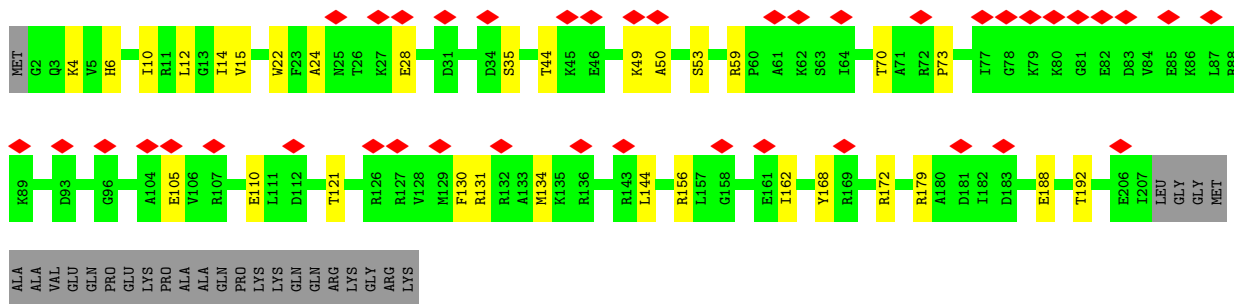 MET G2 Q3 K4 V5 H6 I10 R11 L12 G13 I14 V15 W22 F23 A24 N25 T26 K27 E28 D31 D34 S35 T44 K45 E46 K49 A50 S53 R59 P60 A61 K62 S63 I64 T70 A71 R72 P73 I77 G78 K79 K80 G81 E82 D83 V84 E85 K86 L87 R88
K89 D93 G96 A104 E105 V106 R107 E110 L111 D112 T121 R126 R127 V128 M129 F130 R131 R132 A133 M134 K135 R136 R143 L144 R156 L157 G158 E161 I162 Y168 R169 R172 R179 A180 D181 I182 D183 E188 T192 E206 I207 LEU GLY GLY MET
ALA ALA VAL GLU GLN PRO GLU LYS PRO ALA ALA GLN PRO LYS LYS GLN GLN ARG LYS GLY ARG LYS